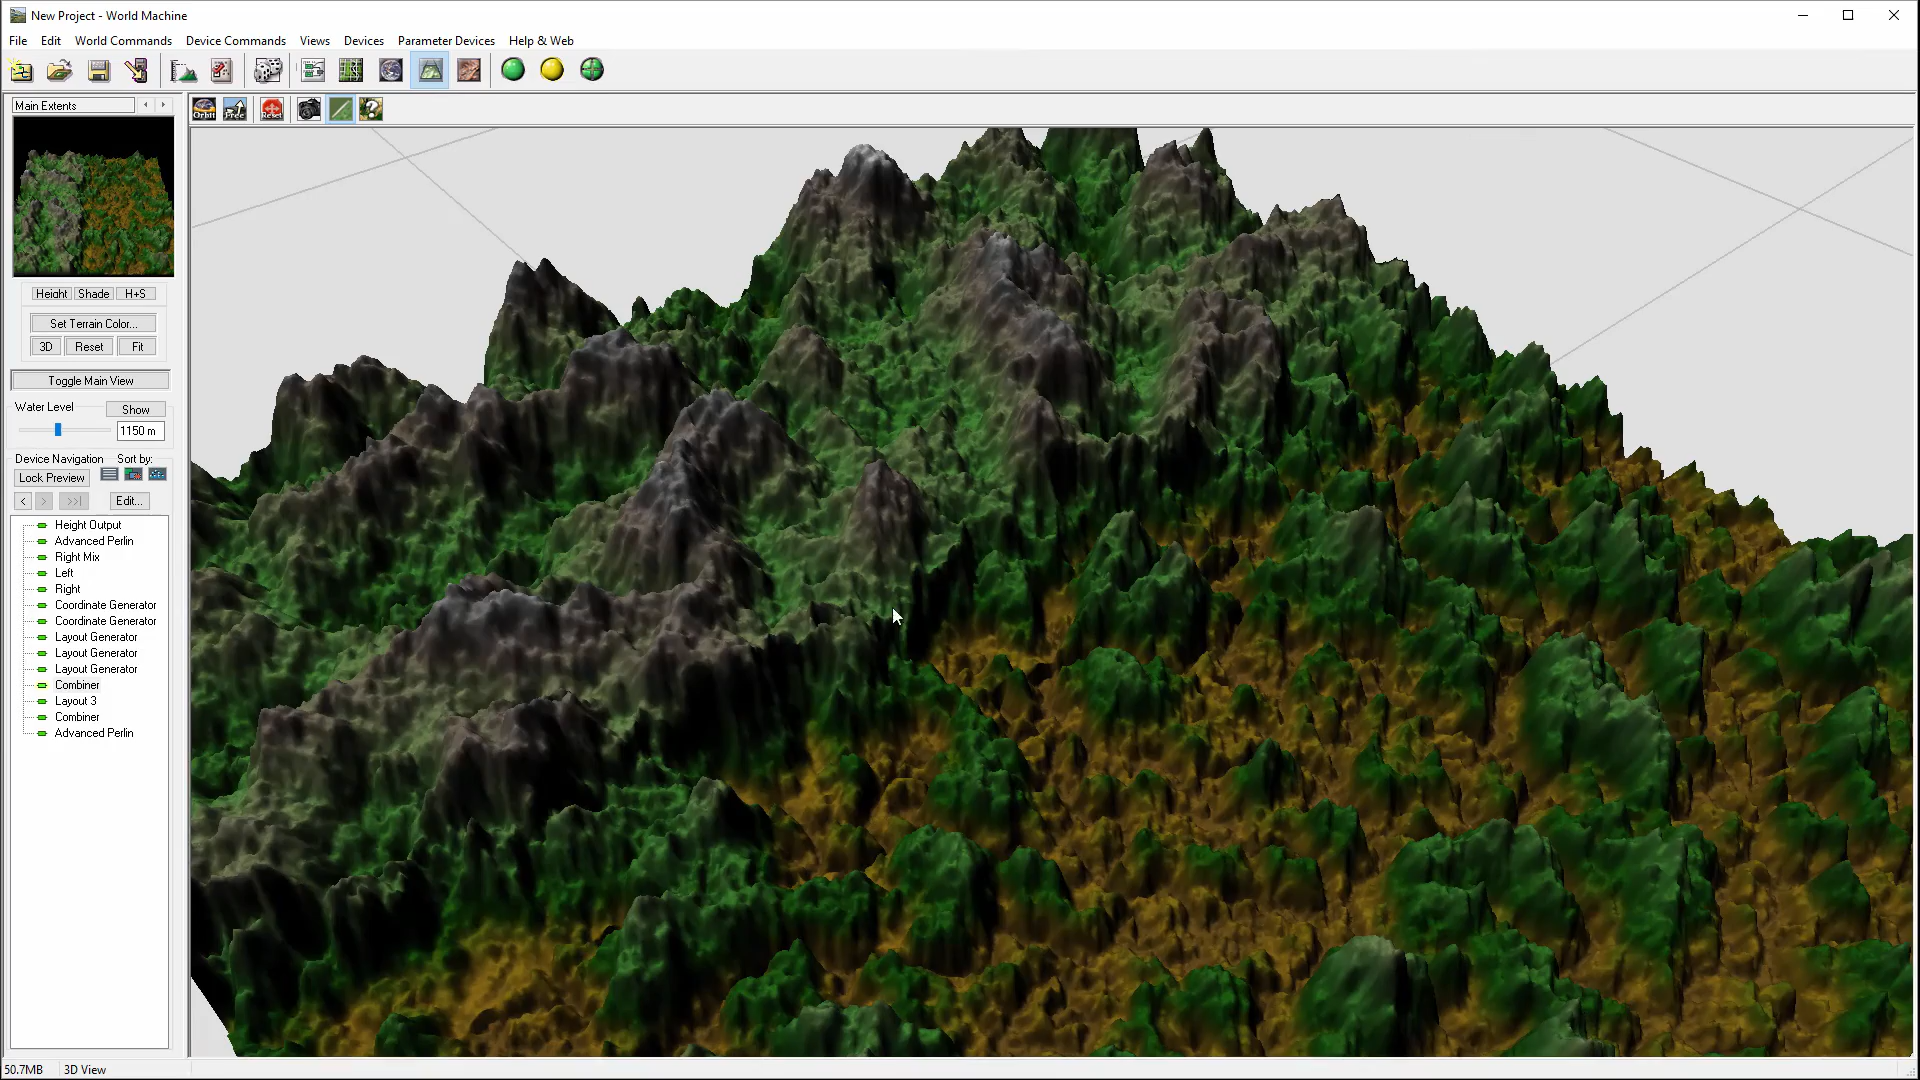 New Project - World Machine
File Edit World Commands Device Commands Views Devices Parameter Devices Help & Web
Main Extents
Orbit Free Reset
Height Shade H+S
Set Terrain Color...
3D Reset Fit
Toggle Main View
Water Level Show
1150 m
Device Navigation Sort by:
Lock Preview
< > >>| Edit...
Height Output
Advanced Perlin
Right Mix
Left
Right
Coordinate Generator
Coordinate Generator
Layout Generator
Layout Generator
Layout Generator
Combiner
Layout 3
Combiner
Advanced Perlin
50.7MB 3D View